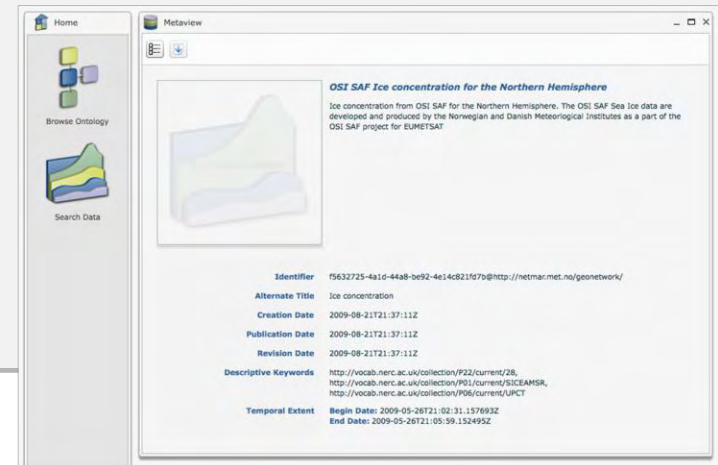 Home
Metaview
Browse Ontology
Search Data
OSI SAF Ice concentration for the Northern Hemisphere
Ice concentration from OSI SAF for the Northern Hemisphere. The OSI SAF Sea Ice data are
developed and produced by the Norwegian and Danish Meteorlogical Institutes as a part of the
OSI SAF project for EUMETSAT
Identifier f5632725-4a1d-44a8-be92-4e14c821fd7b@http://netmar.met.no/geonetwork/
Alternate Title Ice concentration
Creation Date 2009-08-21T21:37:11Z
Publication Date 2009-08-21T21:37:11Z
Revision Date 2009-08-21T21:37:11Z
Descriptive Keywords http://vocab.nerc.ac.uk/collection/P22/current/28,
http://vocab.nerc.ac.uk/collection/P01/current/SICEAMSR,
http://vocab.nerc.ac.uk/collection/P06/current/UPCT
Temporal Extent Begin Date: 2009-05-26T21:02:31.157693Z
End Date: 2009-05-26T21:05:59.152495Z